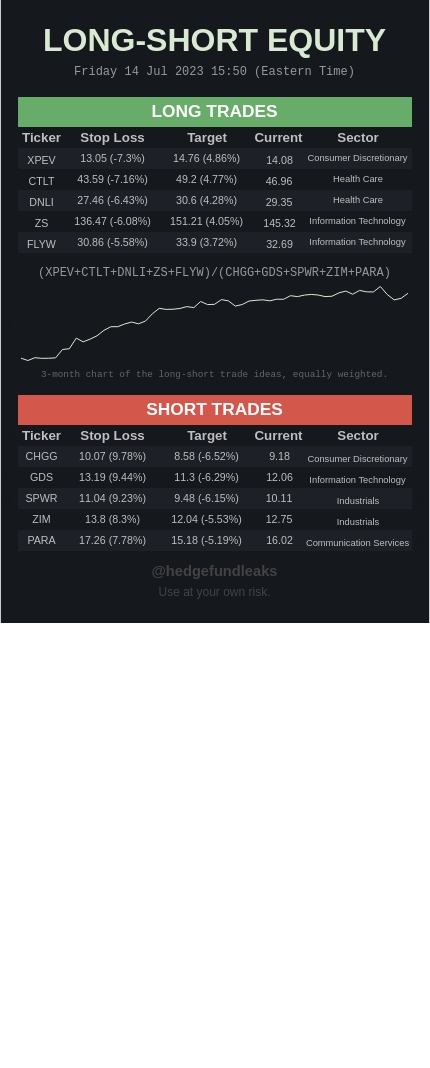 LONG-SHORT EQUITY
Friday 14 Jul 2023 15:50 (Eastern Time)
LONG TRADES
Ticker Stop Loss Target Current Sector
XPEV 13.05 (-7.3%) 14.76 (4.86%) 14.08 Consumer Discretionary
CTLT 43.59 (-7.16%) 49.2 (4.77%) 46.96 Health Care
DNLI 27.46 (-6.43%) 30.6 (4.28%) 29.35 Health Care
ZS 136.47 (-6.08%) 151.21 (4.05%) 145.32 Information Technology
FLYW 30.86 (-5.58%) 33.9 (3.72%) 32.69 Information Technology
(XPEV+CTLT+DNLI+ZS+FLYW)/(CHGG+GDS+SPWR+ZIM+PARA)
3-month chart of the long-short trade ideas, equally weighted.
SHORT TRADES
Ticker Stop Loss Target Current Sector
CHGG 10.07 (9.78%) 8.58 (-6.52%) 9.18 Consumer Discretionary
GDS 13.19 (9.44%) 11.3 (-6.29%) 12.06 Information Technology
SPWR 11.04 (9.23%) 9.48 (-6.15%) 10.11 Industrials
ZIM 13.8 (8.3%) 12.04 (-5.53%) 12.75 Industrials
PARA 17.26 (7.78%) 15.18 (-5.19%) 16.02 Communication Services
@hedgefundleaks
Use at your own risk.